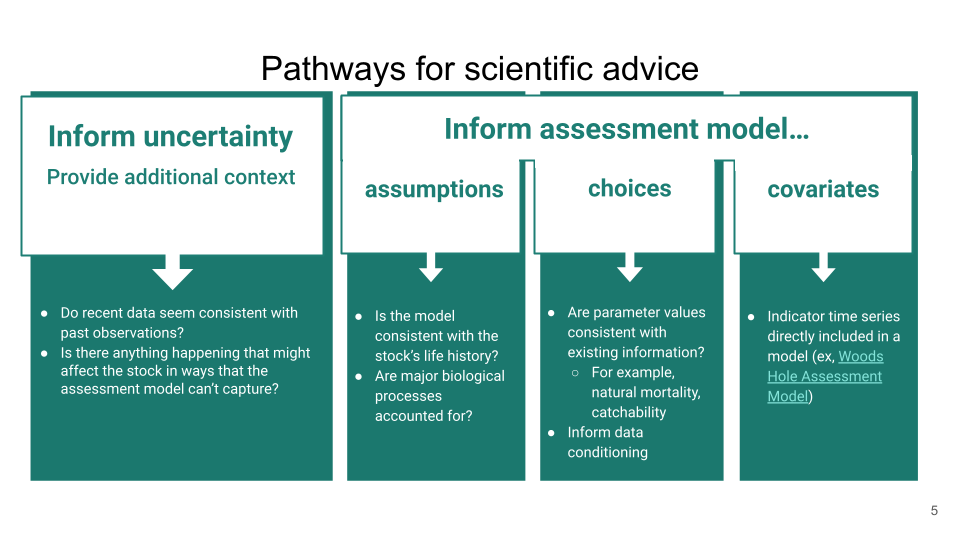 Pathways for scientific advice
Inform uncertainty
Provide additional context
● Do recent data seem consistent with
past observations?
● Is there anything happening that might
affect the stock in ways that the
assessment model can't capture?
Inform assessment model…
assumptions
● Is the model
consistent with the
stock's life history?
● Are major biological
processes
accounted for?
choices
● Are parameter values
consistent with
existing information?
○ For example,
natural mortality,
catchability
● Inform data
conditioning
covariates
● Indicator time series
directly included in a
model (ex, Woods
Hole Assessment
Model)
5